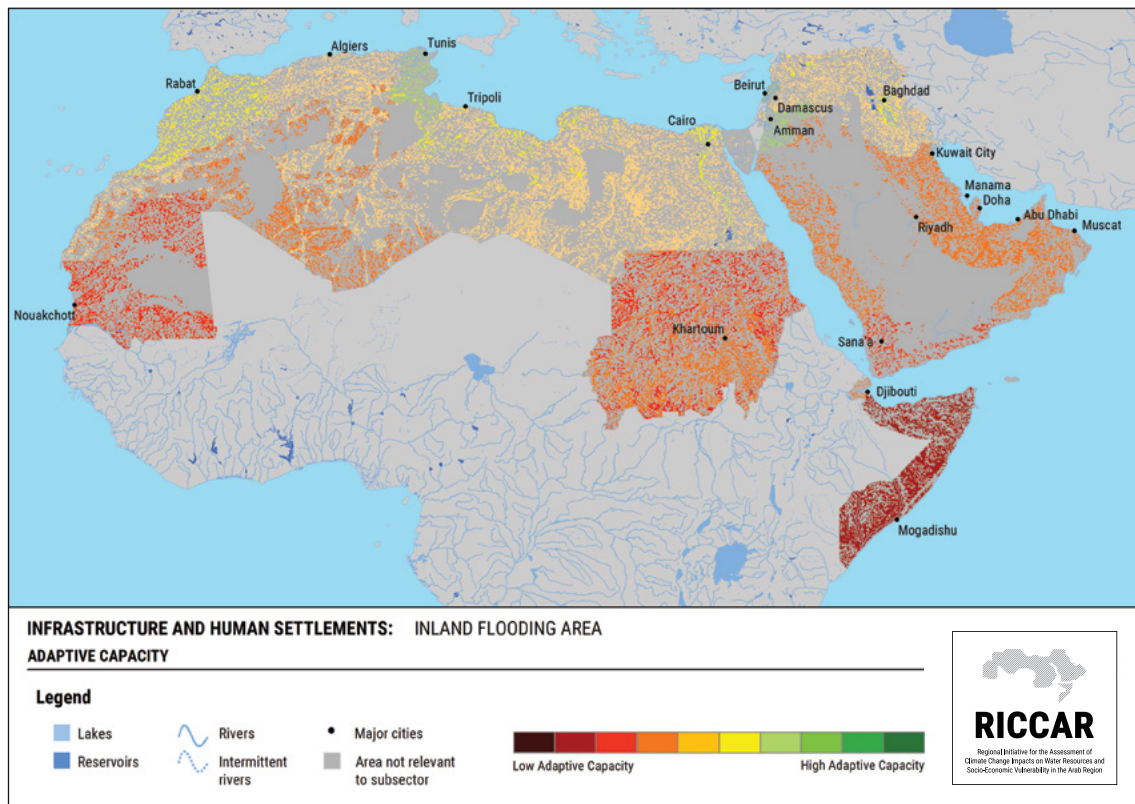 Algiers
Tunis
Rabat
Tripoli
Beirut
Damascus
Baghdad
Cairo
Amman
Kuwait City
Manama
Doha
Abu Dhabi
Riyadh
Muscat
Nouakchott
Khartoum
Sana'a
Djibouti
Mogadishu
INFRASTRUCTURE AND HUMAN SETTLEMENTS: INLAND FLOODING AREA
ADAPTIVE CAPACITY
Legend
Lakes
Reservoirs
Rivers
Intermittent
rivers
Major cities
Area not relevant
to subsector
Low Adaptive Capacity
High Adaptive Capacity
RICCAR
Regional Initiative for the Assessment of
Climate Change Impacts on Water Resources and
Socio-Economic Vulnerability in the Arab Region